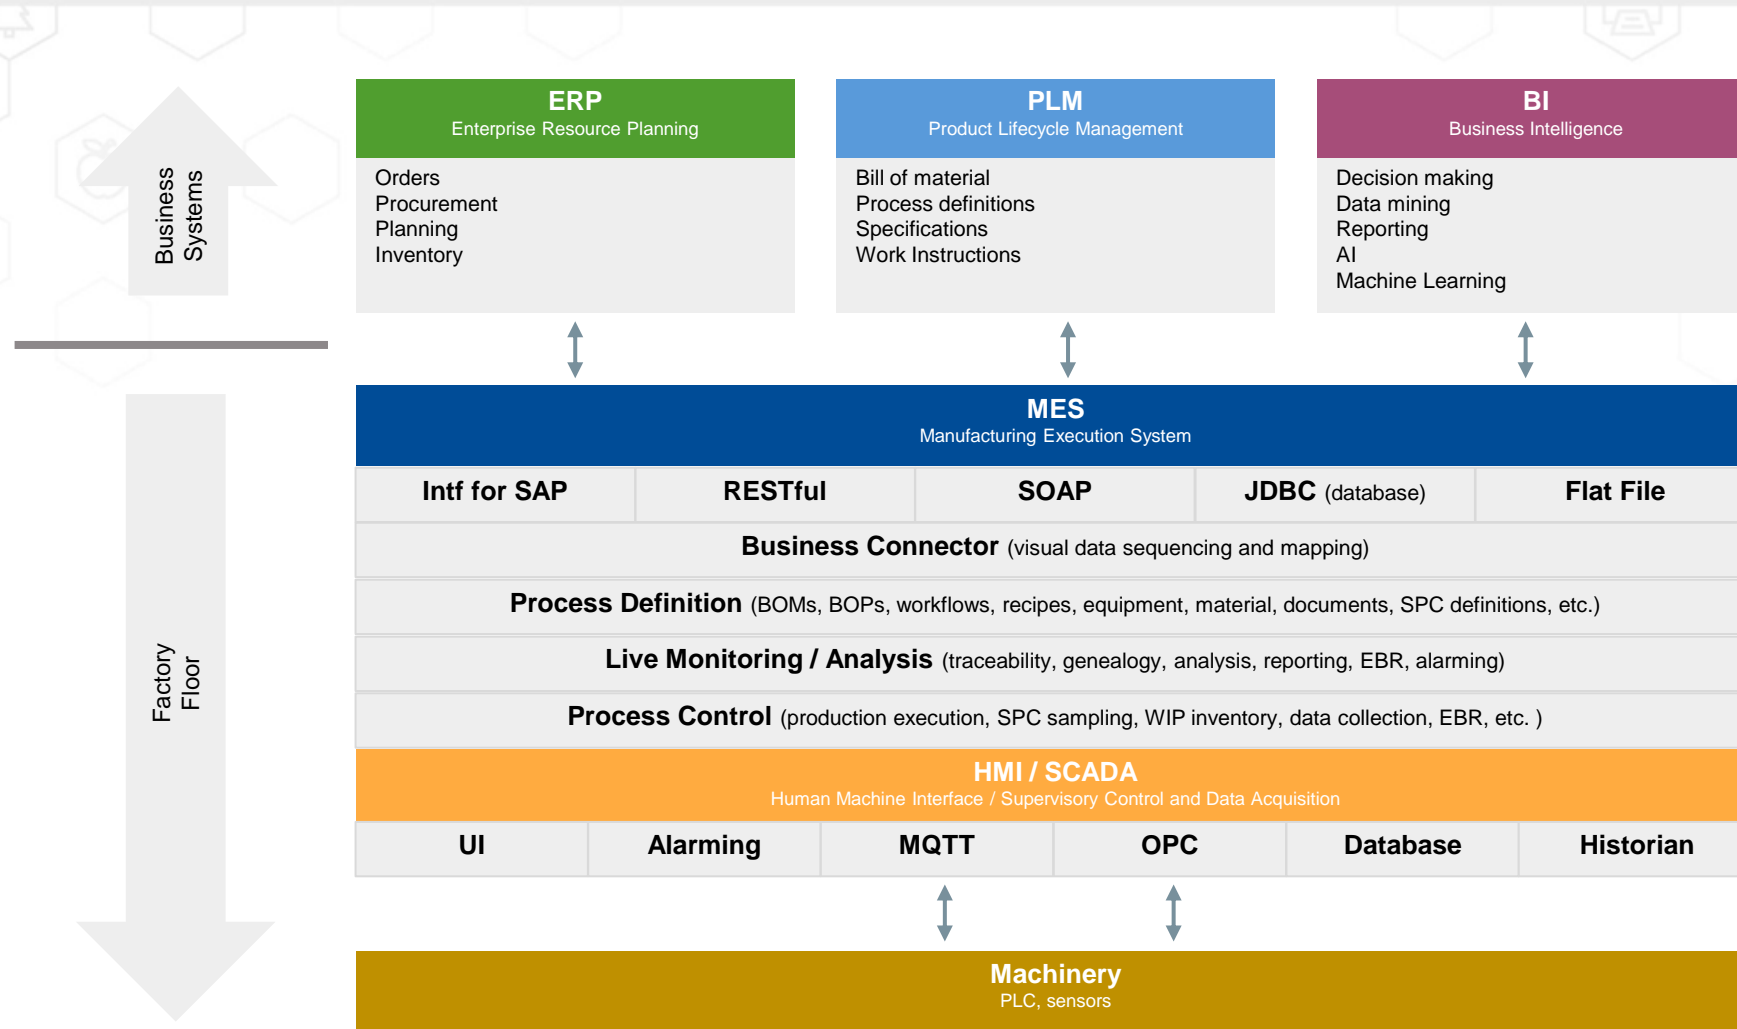 Business
Systems
ERP
Enterprise Resource Planning
Orders
Procurement
Planning
Inventory
PLM
Product Lifecycle Management
Bill of material
Process definitions
Specifications
Work Instructions
BI
Business Intelligence
Decision making
Data mining
Reporting
AI
Machine Learning
Factory
Floor
MES
Manufacturing Execution System
Intf for SAP
RESTful
SOAP
JDBC (database)
Flat File
Business Connector (visual data sequencing and mapping)
Process Definition (BOMs, BOPs, workflows, recipes, equipment, material, documents, SPC definitions, etc.)
Live Monitoring / Analysis (traceability, genealogy, analysis, reporting, EBR, alarming)
Process Control (production execution, SPC sampling, WIP inventory, data collection, EBR, etc. )
HMI / SCADA
Human Machine Interface / Supervisory Control and Data Acquisition
UI
Alarming
MQTT
OPC
Database
Historian
Machinery
PLC, sensors